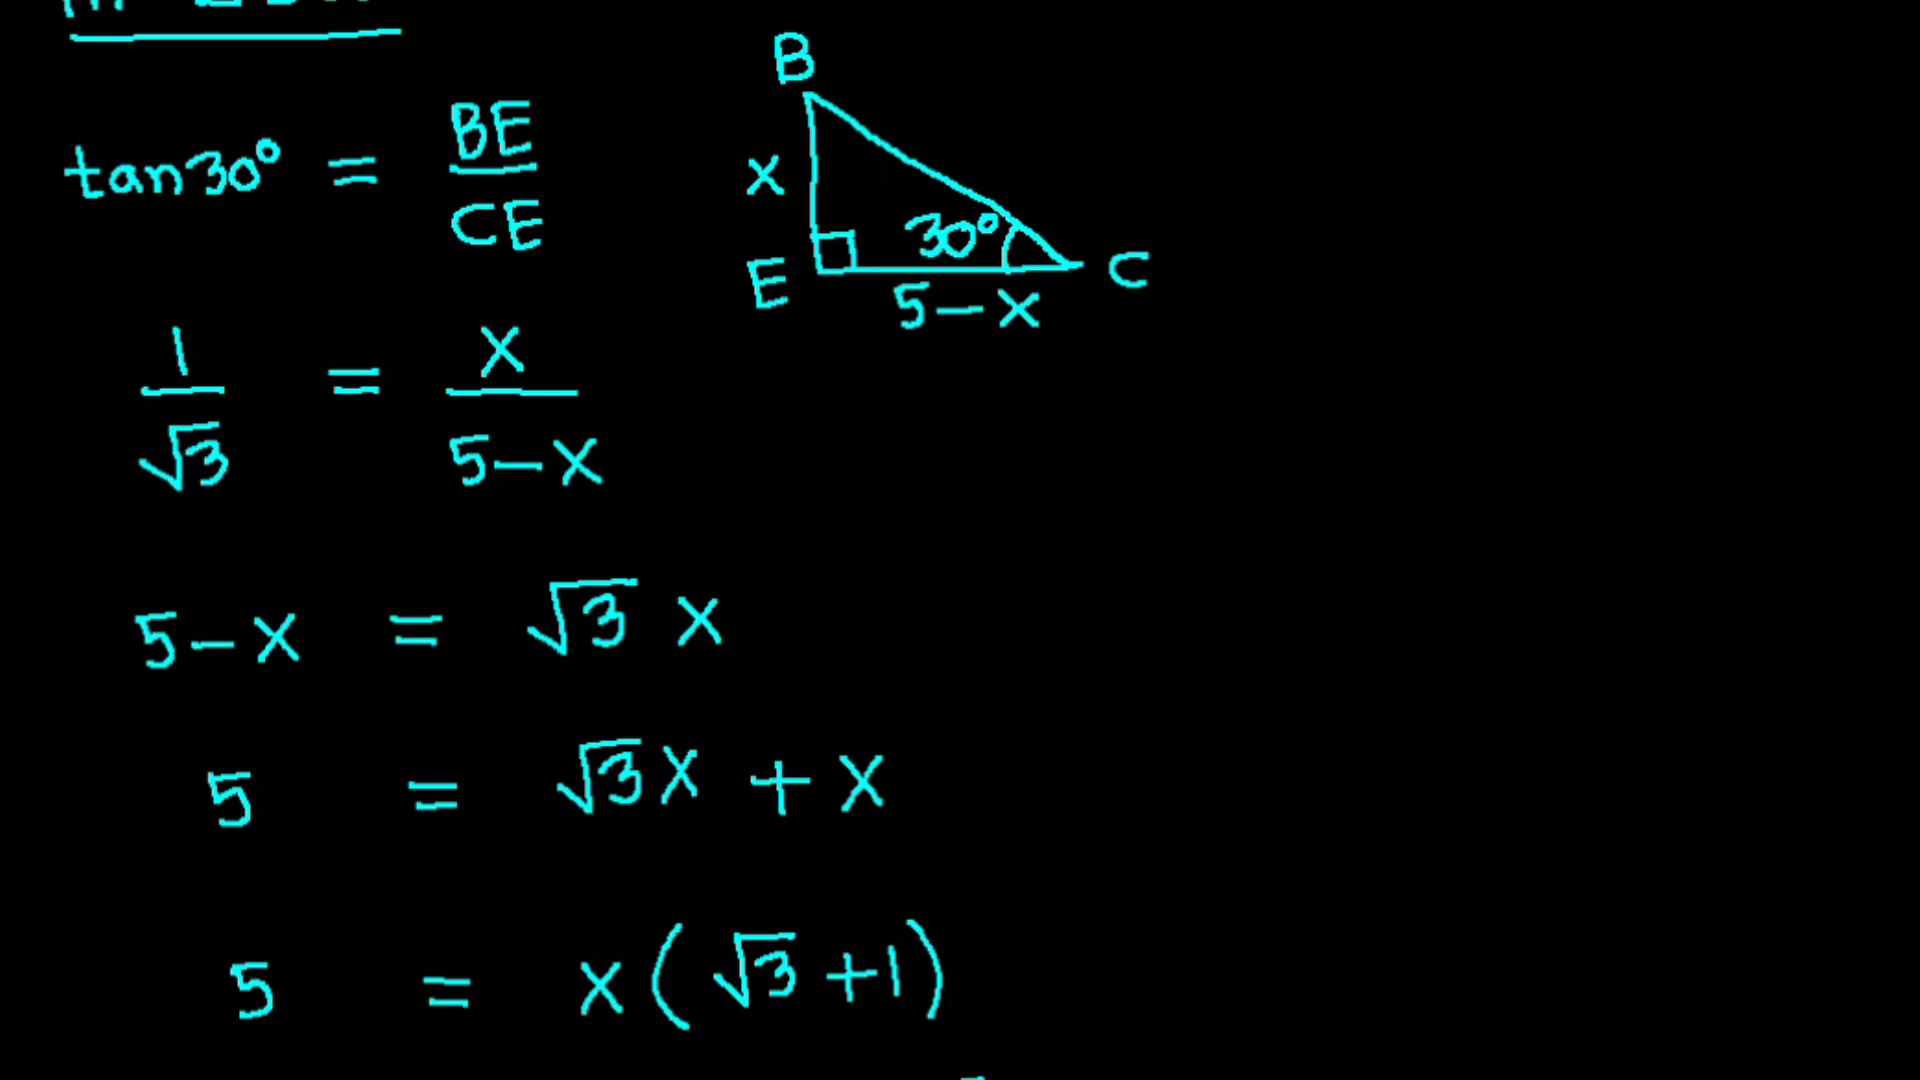 tan30° = BE/CE
B
x
30°
E
C
5-x
1/√3 = x/5-x
5-x = √3 x
5 = √3x + x
5 = x(√3+1)